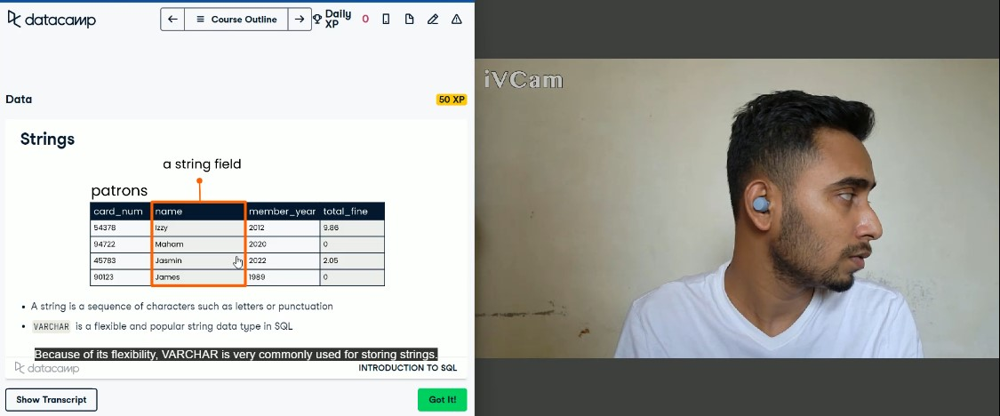 datacamp
Course Outline
Daily XP
0
Data
50 XP
Strings
a string field
patrons
card_num name member_year total_fine
54378 Izzy 2012 9.86
94722 Maham 2020 0
45783 Jasmin 2022 2.05
90123 James 1989 0
• A string is a sequence of characters such as letters or punctuation
• VARCHAR is a flexible and popular string data type in SQL
Because of its flexibility, VARCHAR is very commonly used for storing strings.
datacamp
INTRODUCTION TO SQL
Show Transcript
Got It!
iVCam